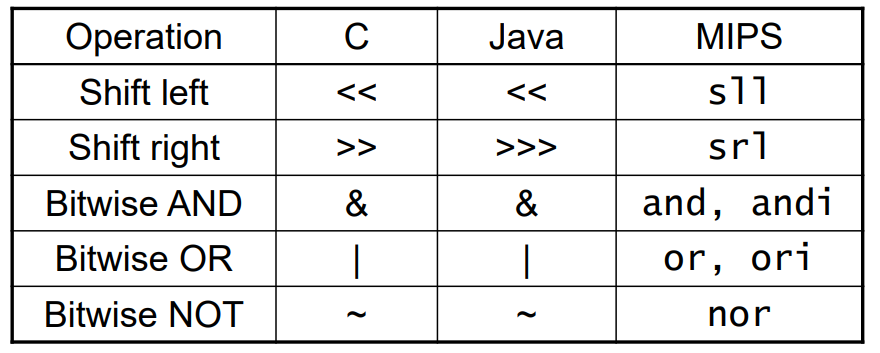 Operation C Java MIPS
Shift left << << sll
Shift right >> >>> srl
Bitwise AND & & and, andi
Bitwise OR | | or, ori
Bitwise NOT ~ ~ nor